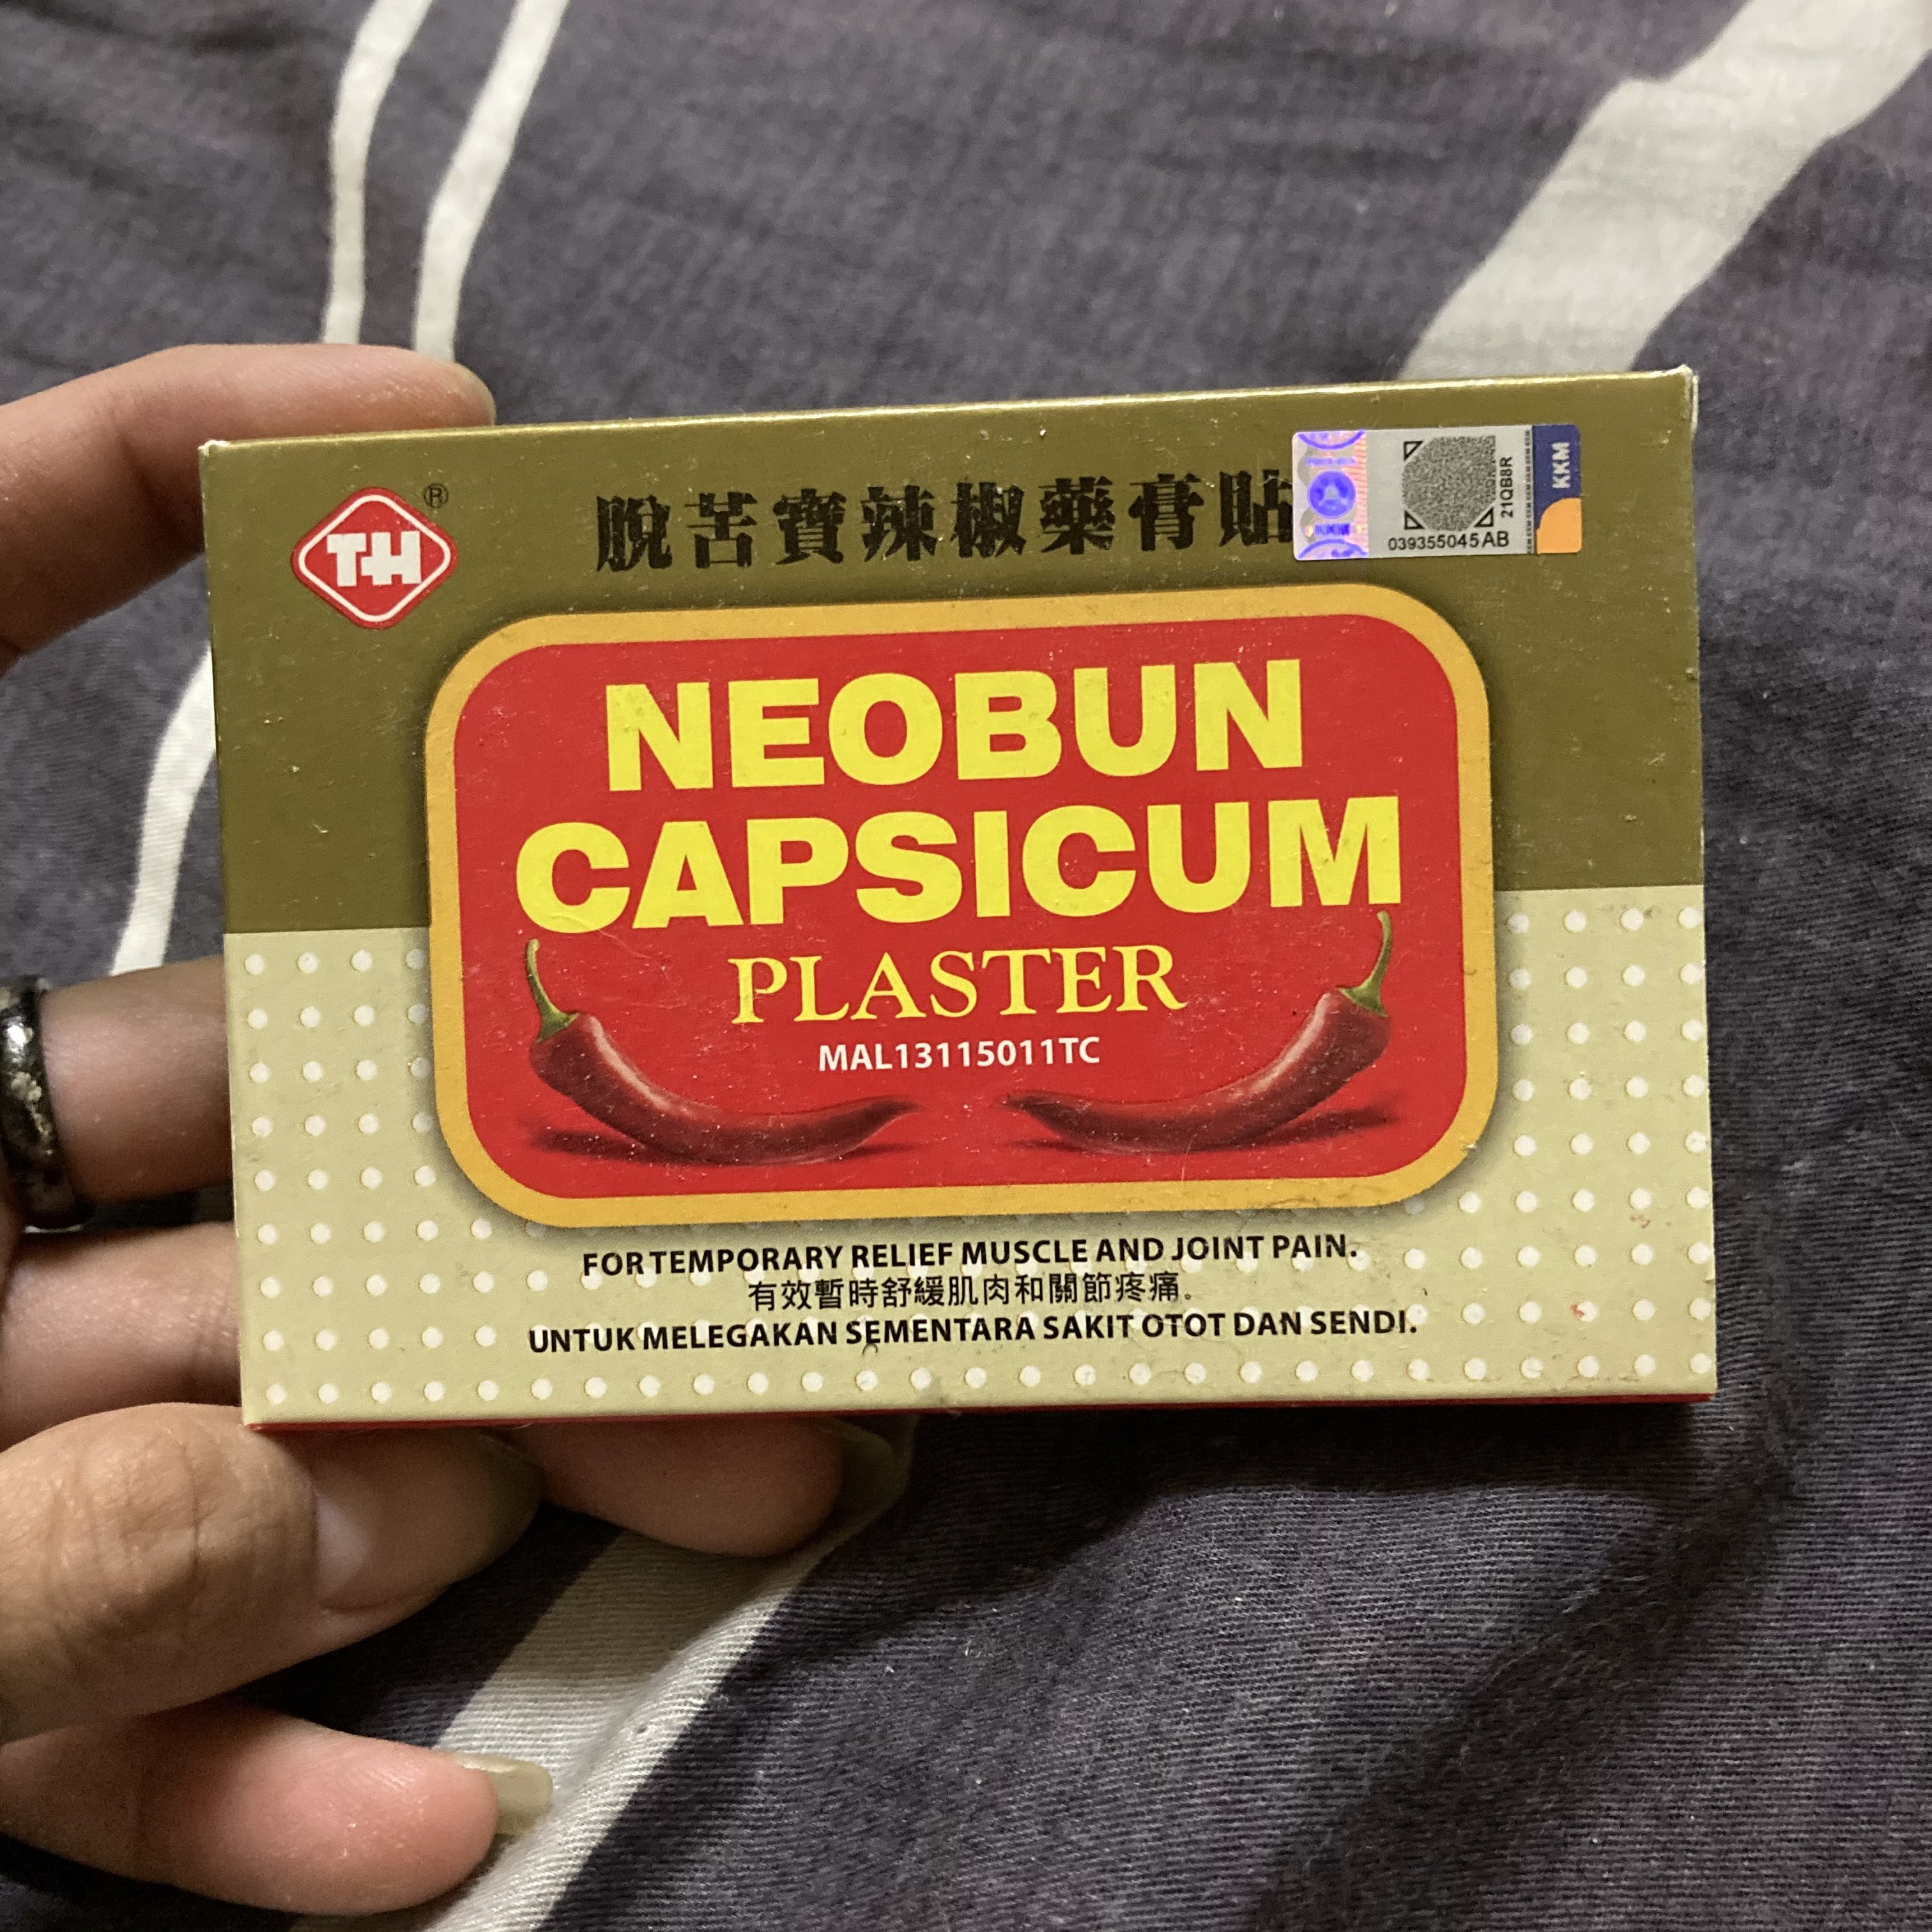 TH ®
脫苦寶辣椒藥膏貼
KKM
21QB8R
039355045AB
NEOBUN
CAPSICUM
PLASTER
MAL13115011TC
FOR TEMPORARY RELIEF MUSCLE AND JOINT PAIN.
有效暫時舒緩肌肉和關節疼痛。
UNTUK MELEGAKAN SEMENTARA SAKIT OTOT DAN SENDI.